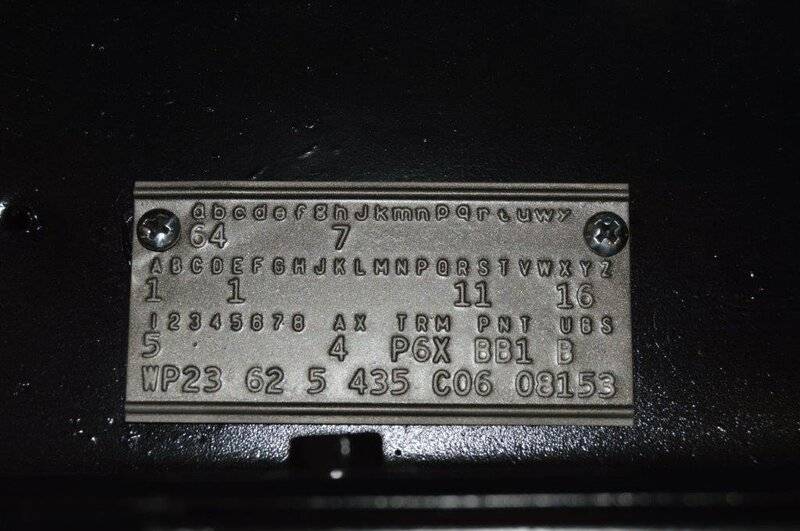 abcdefghjkmnpqrtuwy
64 7
ABCDEFGHJKLMNPQRSTVWXYZ
1 1 11 16
12345678 AX TRM PNT UBS
5 4 P6X BB1 B
WP23 62 5 435 C06 08153